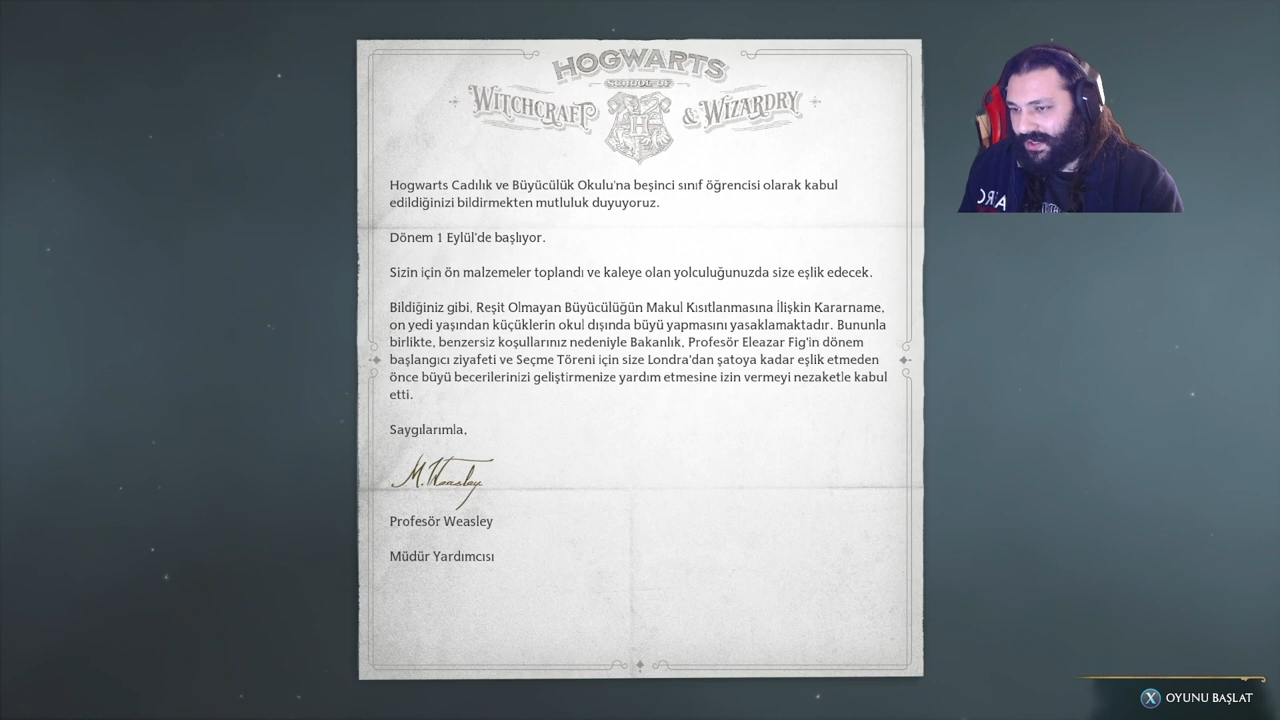 HOGWARTS
SCHOOL OF
WITCHCRAFT & WIZARDRY
H
Hogwarts Cadılık ve Büyücülük Okulu'na beşinci sınıf öğrencisi olarak kabul
edildiğinizi bildirmekten mutluluk duyuyoruz.
Dönem 1 Eylül'de başlıyor.
Sizin için ön malzemeler toplandı ve kaleye olan yolculuğunuzda size eşlik edecek.
Bildiğiniz gibi, Reşit Olmayan Büyücülüğün Makul Kısıtlanmasına İlişkin Kararname,
on yedi yaşından küçüklerin okul dışında büyü yapmasını yasaklamaktadır. Bununla
birlikte, benzersiz koşullarınız nedeniyle Bakanlık, Profesör Eleazar Fig'in dönem
başlangıcı ziyafeti ve Seçme Töreni için size Londra'dan şatoya kadar eşlik etmeden
önce büyü becerilerinizi geliştirmenize yardım etmesine izin vermeyi nezaketle kabul
etti.
Saygılarımla,
M. Weasley
Profesör Weasley
Müdür Yardımcısı
X OYUNU BAŞLAT